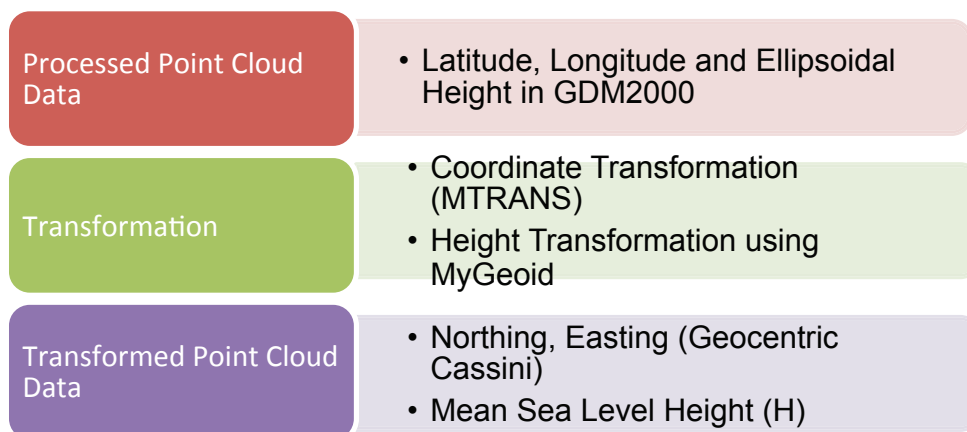 Processed Point Cloud
Data
• Latitude, Longitude and Ellipsoidal
Height in GDM2000
Transformation
• Coordinate Transformation
(MTRANS)
• Height Transformation using
MyGeoid
Transformed Point Cloud
Data
• Northing, Easting (Geocentric
Cassini)
• Mean Sea Level Height (H)